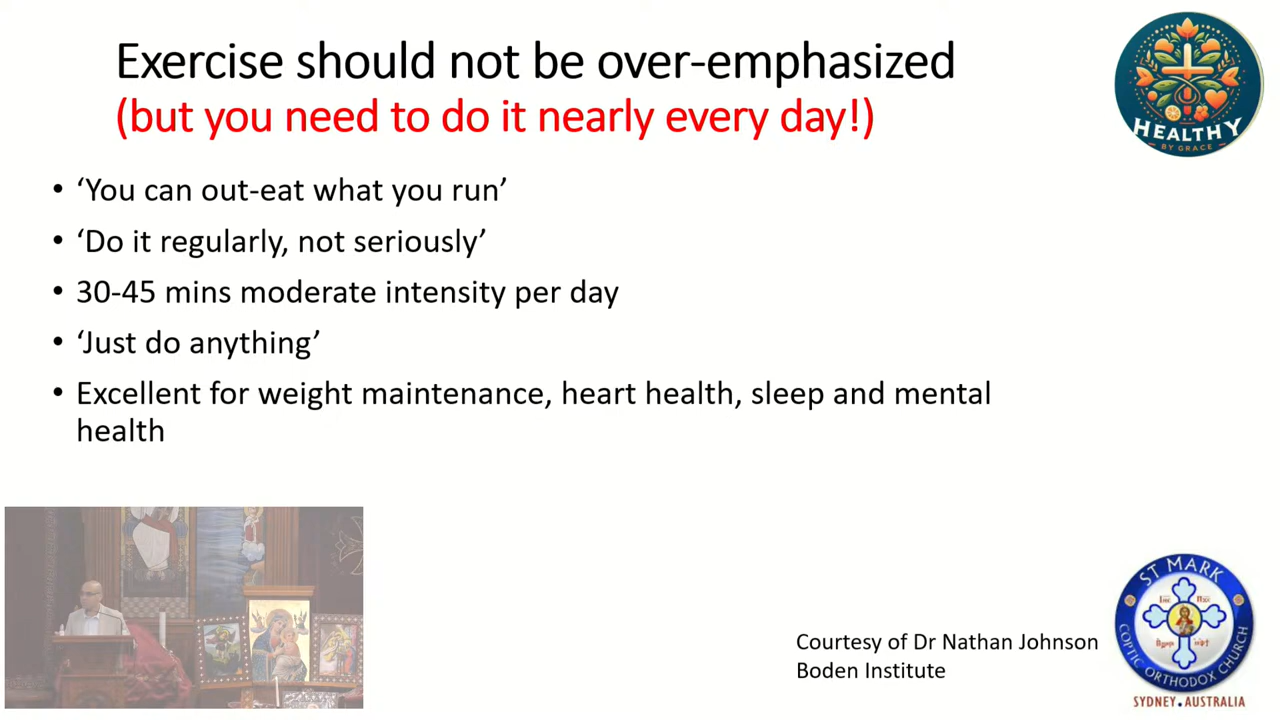 Exercise should not be over-emphasized
(but you need to do it nearly every day!)
HEALTHY
BY GRACE
• ‘You can out-eat what you run’
• ‘Do it regularly, not seriously’
• 30-45 mins moderate intensity per day
• ‘Just do anything’
• Excellent for weight maintenance, heart health, sleep and mental
health
Courtesy of Dr Nathan Johnson
Boden Institute
ST MARK
COPTIC ORTHODOX CHURCH
SYDNEY.AUSTRALIA